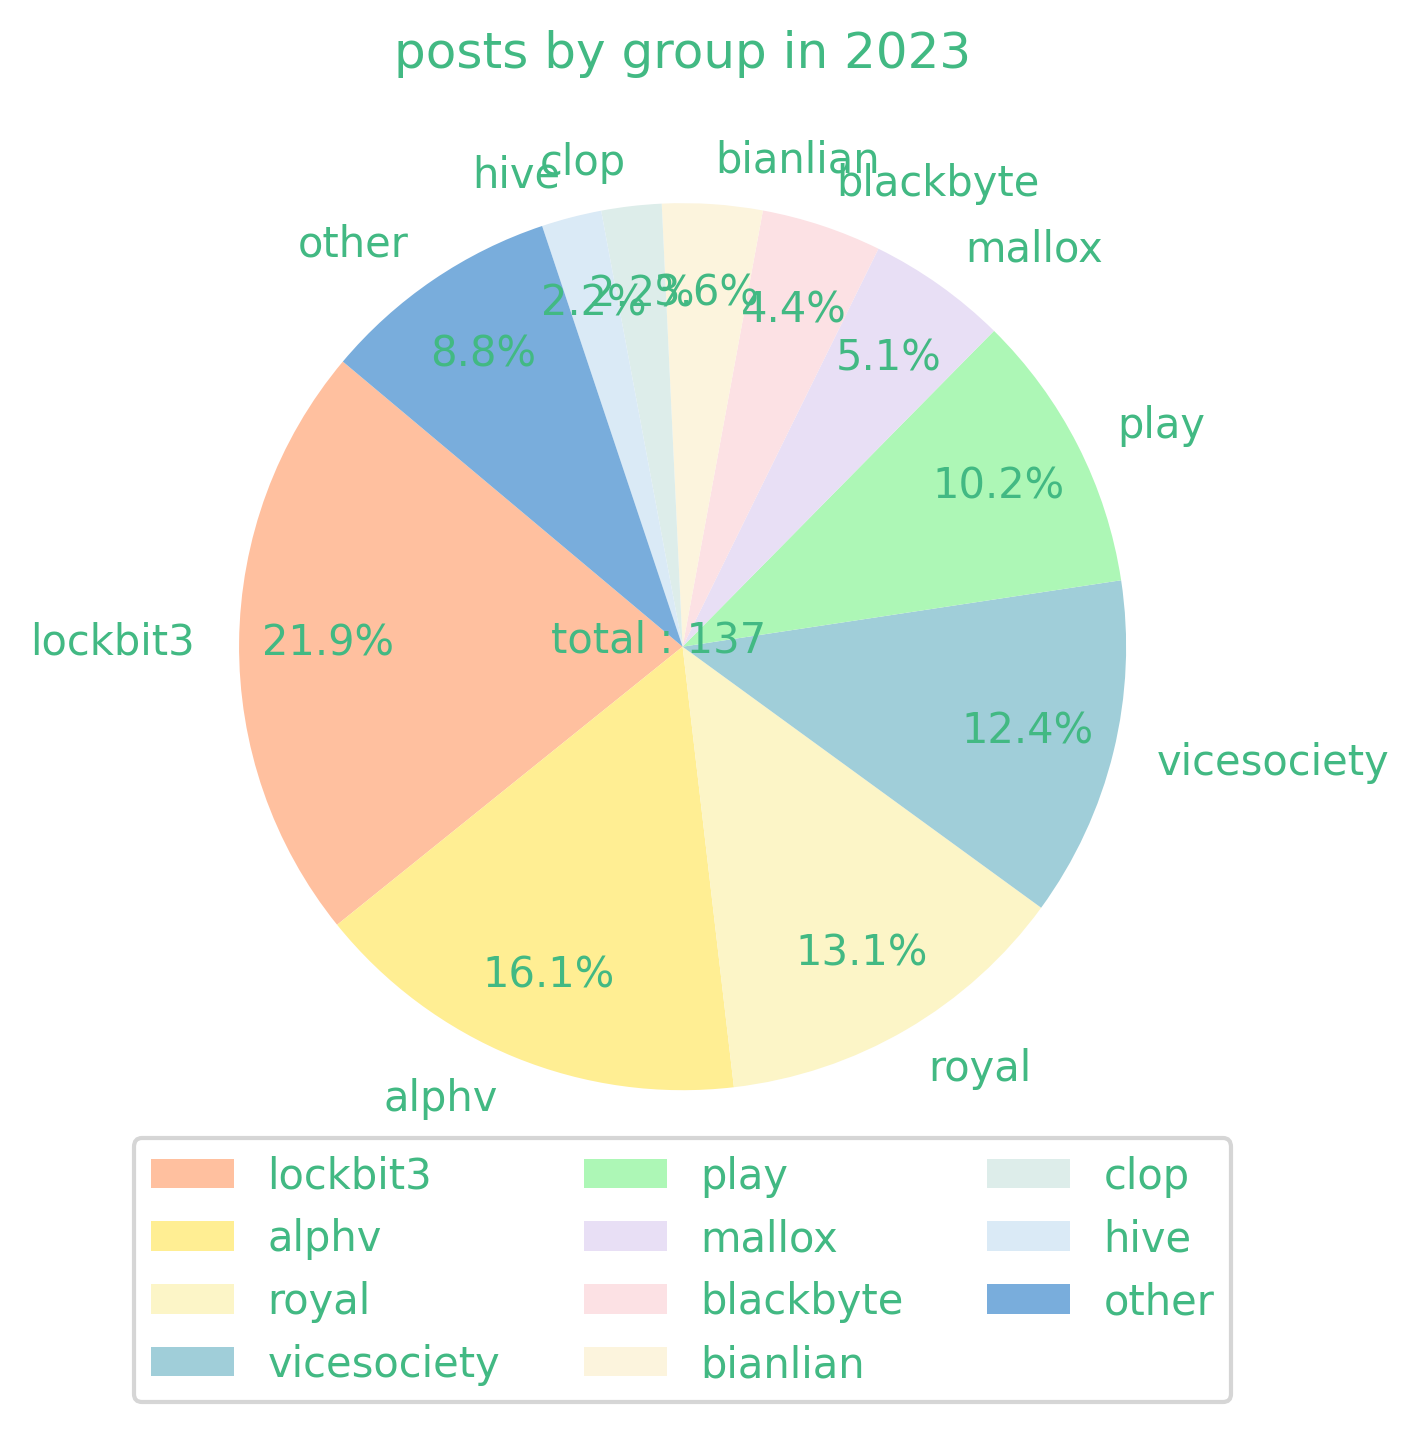 posts by group in 2023
bianlian
clop
hive
blackbyte
other
mallox
2.2%
2.2%
3.6%
4.4%
8.8%
5.1%
play
10.2%
lockbit3
21.9%
total : 137
12.4%
vicesociety
13.1%
16.1%
royal
alphv
lockbit3
alphv
royal
vicesociety
play
mallox
blackbyte
bianlian
clop
hive
other